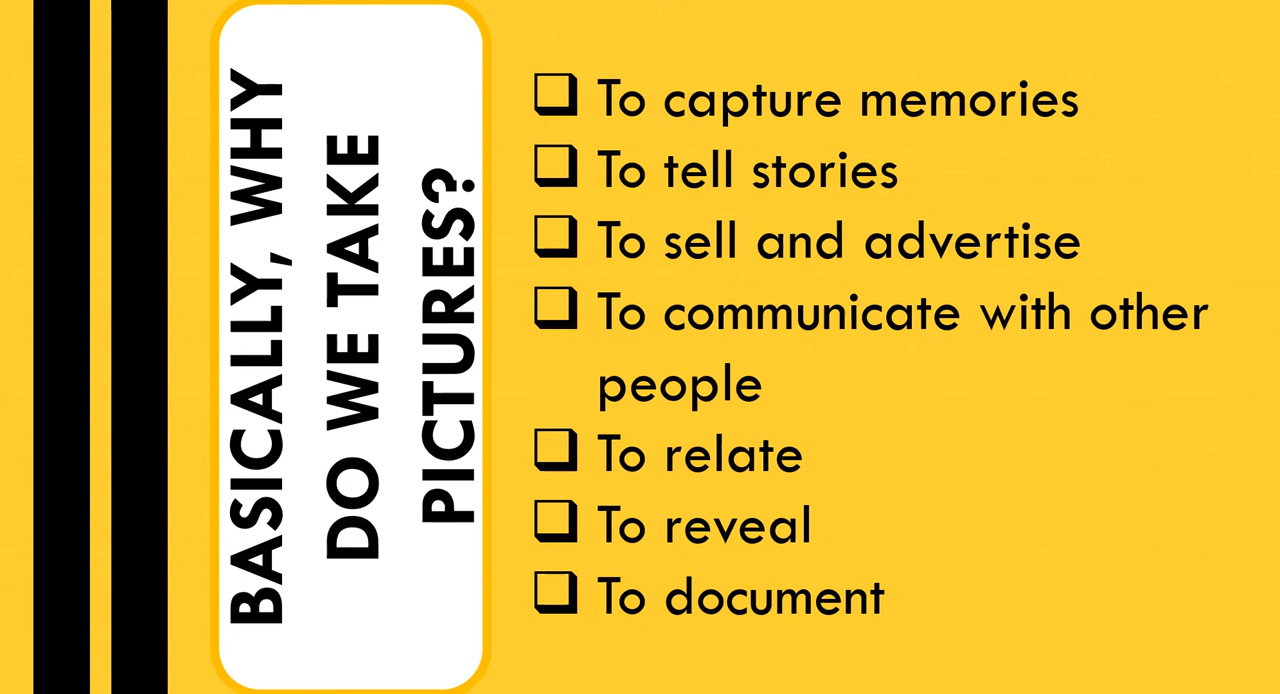 BASICALLY, WHY
DO WE TAKE
PICTURES?
❑ To capture memories
❑ To tell stories
❑ To sell and advertise
❑ To communicate with other
people
❑ To relate
❑ To reveal
❑ To document